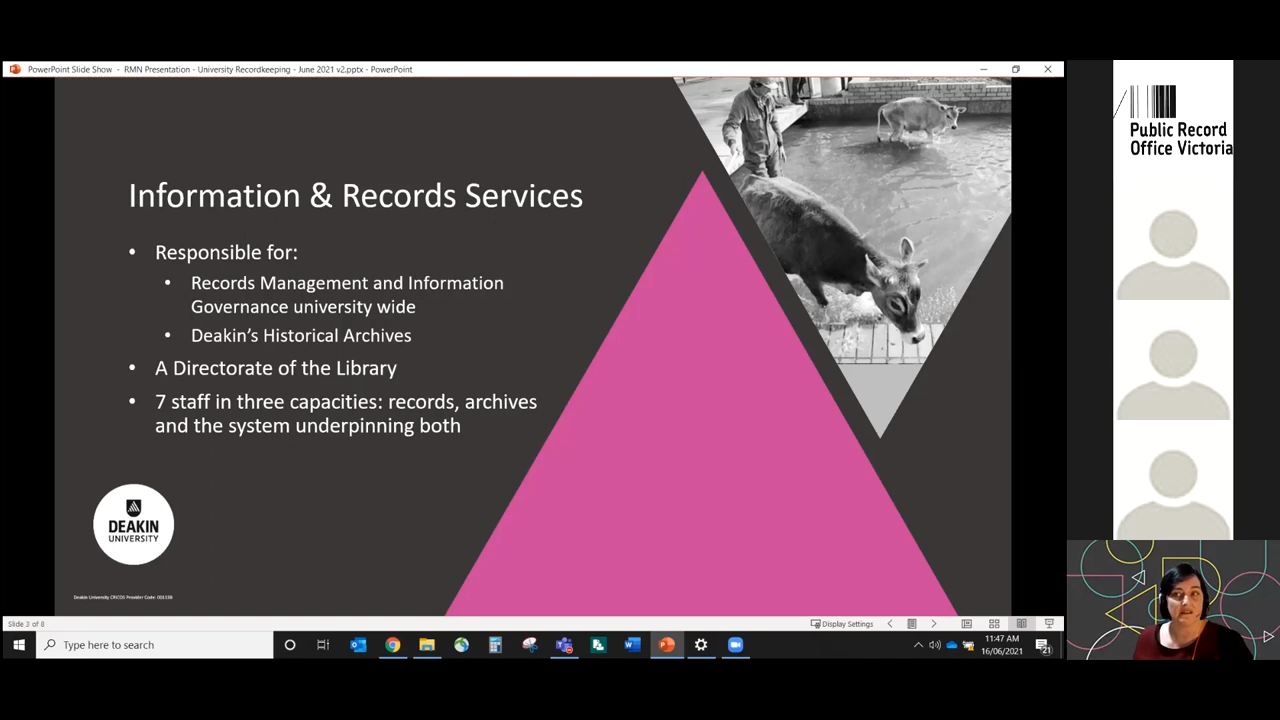 PowerPoint Slide Show - RMN Presentation - University Recordkeeping - June 2021 v2.pptx - PowerPoint
Public Record
Office Victoria
Information & Records Services
• Responsible for:
• Records Management and Information
Governance university wide
• Deakin's Historical Archives
• A Directorate of the Library
• 7 staff in three capacities: records, archives
and the system underpinning both
DEAKIN
UNIVERSITY
Deakin University CRICOS Provider Code: 00113B
Slide 3 of 8
Display Settings
Type here to search
11:47 AM
16/06/2021
21